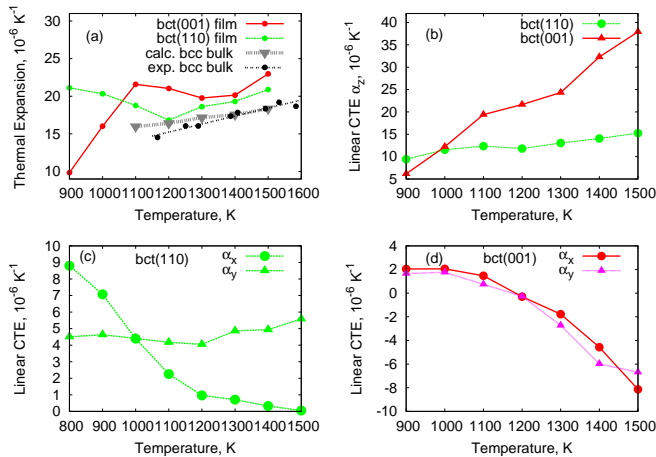 (a)
bct(001) film
bct(110) film
calc. bcc bulk
exp. bcc bulk
Thermal Expansion, 10⁻⁶ K⁻¹
30
25
20
15
10
900 1000 1100 1200 1300 1400 1500 1600
Temperature, K
(b)
bct(110)
bct(001)
Linear CTE αz, 10⁻⁶ K⁻¹
40
35
30
25
20
15
10
5
900 1000 1100 1200 1300 1400 1500
Temperature, K
(c)
bct(110)
αx
αy
Linear CTE, 10⁻⁶ K⁻¹
10
9
8
7
6
5
4
3
2
1
0
800 900 1000 1100 1200 1300 1400 1500
Temperature, K
(d)
bct(001)
αx
αy
Linear CTE, 10⁻⁶ K⁻¹
4
2
0
-2
-4
-6
-8
-10
900 1000 1100 1200 1300 1400 1500
Temperature, K